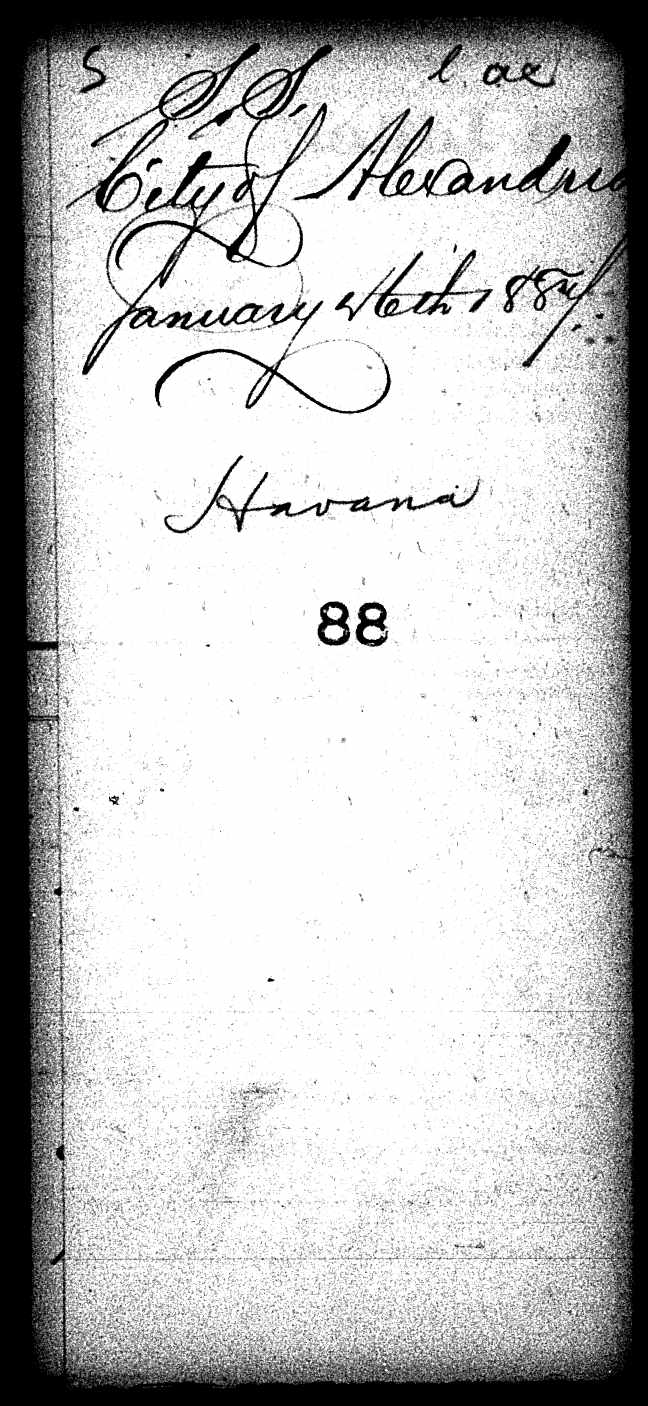 5 S.S. l. ae
City of Alexandria
January 26th 1884.
Havana
88